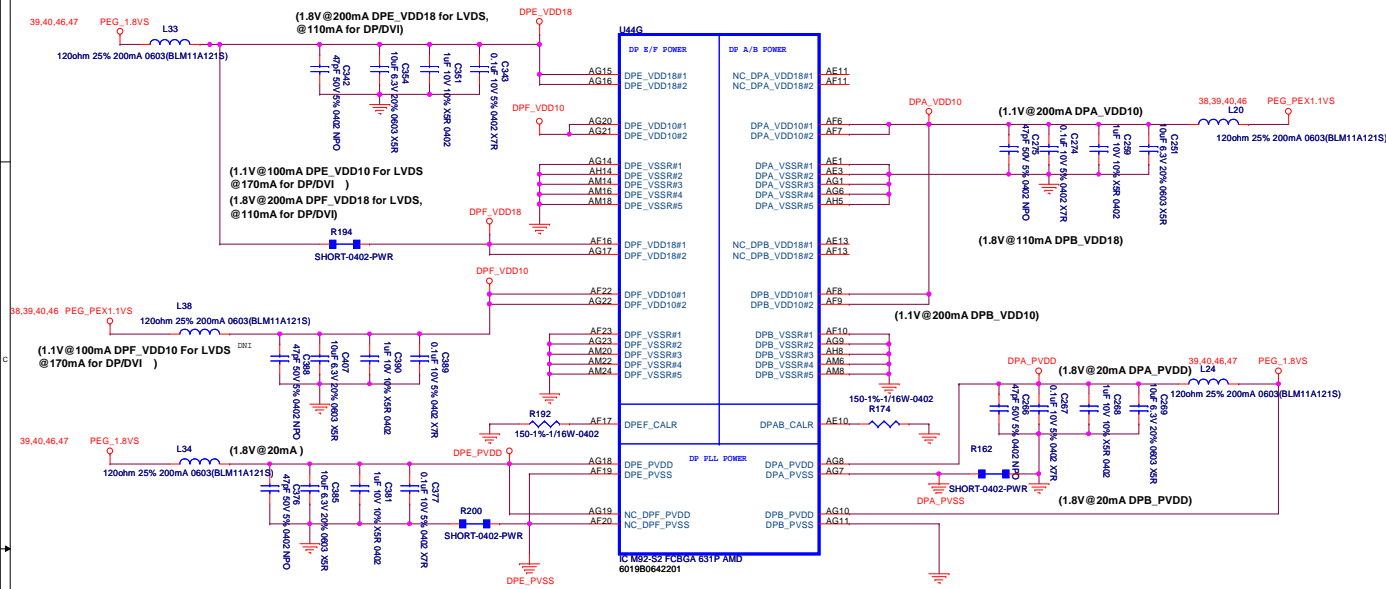 39,40,46,47 PEG_1.8VS
L33
120ohm 25% 200mA 0603(BLM11A121S)
(1.8V@200mA DPE_VDD18 for LVDS,
@110mA for DP/DVI)
DPE_VDD18
C342
47pF 50V 5% 0402 NPO
C354
10uF 6.3V 20% 0603 X5R
C351
1uF 10V 10% X5R 0402
C343
0.1uF 10V 5% 0402 X7R
DPF_VDD10
(1.1V@100mA DPE_VDD10 For LVDS
@170mA for DP/DVI )
(1.8V@200mA DPF_VDD18 for LVDS,
@110mA for DP/DVI)
DPF_VDD18
R194
SHORT-0402-PWR
DPF_VDD10
38,39,40,46 PEG_PEX1.1VS
L38
120ohm 25% 200mA 0603(BLM11A121S)
(1.1V@100mA DPF_VDD10 For LVDS
@170mA for DP/DVI )
DNI
C388
47pF 50V 5% 0402 NPO
C407
10uF 6.3V 20% 0603 X5R
C390
1uF 10V 10% X5R 0402
C389
0.1uF 10V 5% 0402 X7R
R192
150-1%-1/16W-0402
39,40,46,47 PEG_1.8VS
L34
120ohm 25% 200mA 0603(BLM11A121S)
(1.8V@20mA )
DPE_PVDD
C376
47pF 50V 5% 0402 NPO
C385
10uF 6.3V 20% 0603 X5R
C381
1uF 10V 10% X5R 0402
C377
0.1uF 10V 5% 0402 X7R
R200
SHORT-0402-PWR
DPE_PVSS
C
U44G
DP E/F POWER
DP A/B POWER
AG15 DPE_VDD18#1
AG16 DPE_VDD18#2
AG20 DPE_VDD10#1
AG21 DPE_VDD10#2
AG14 DPE_VSSR#1
AH14 DPE_VSSR#2
AM14 DPE_VSSR#3
AM16 DPE_VSSR#4
AM18 DPE_VSSR#5
AF16 DPF_VDD18#1
AG17 DPF_VDD18#2
AF22 DPF_VDD10#1
AG22 DPF_VDD10#2
AF23 DPF_VSSR#1
AG23 DPF_VSSR#2
AM20 DPF_VSSR#3
AM22 DPF_VSSR#4
AM24 DPF_VSSR#5
AF17 DPEF_CALR
DP PLL POWER
AG18 DPE_PVDD
AF19 DPE_PVSS
AG19 NC_DPF_PVDD
AF20 NC_DPF_PVSS
NC_DPA_VDD18#1 AE11
NC_DPA_VDD18#2 AF11
DPA_VDD10#1 AF6
DPA_VDD10#2 AF7
DPA_VSSR#1 AE1
DPA_VSSR#2 AE3
DPA_VSSR#3 AG1
DPA_VSSR#4 AG6
DPA_VSSR#5 AH5
NC_DPB_VDD18#1 AE13
NC_DPB_VDD18#2 AF13
DPB_VDD10#1 AF8
DPB_VDD10#2 AF9
DPB_VSSR#1 AF10
DPB_VSSR#2 AG9
DPB_VSSR#3 AH8
DPB_VSSR#4 AM6
DPB_VSSR#5 AM8
DPAB_CALR AE10
DPA_PVDD AG8
DPA_PVSS AG7
DPB_PVDD AG10
DPB_PVSS AG11
IC M92-S2 FCBGA 631P AMD
6019B0642201
DPA_VDD10
(1.1V@200mA DPA_VDD10)
38,39,40,46 PEG_PEX1.1VS
L20
120ohm 25% 200mA 0603(BLM11A121S)
C275
47pF 50V 5% 0402 NPO
C274
0.1uF 10V 5% 0402 X7R
C259
1uF 10V 10% X5R 0402
C251
10uF 6.3V 20% 0603 X5R
(1.8V@110mA DPB_VDD18)
(1.1V@200mA DPB_VDD10)
150-1%-1/16W-0402
R174
DPA_PVDD
(1.8V@20mA DPA_PVDD)
39,40,46,47 PEG_1.8VS
L24
120ohm 25% 200mA 0603(BLM11A121S)
C266
47pF 50V 5% 0402 NPO
C267
0.1uF 10V 5% 0402 X7R
C268
1uF 10V 10% X5R 0402
C269
10uF 6.3V 20% 0603 X5R
R162
SHORT-0402-PWR
DPA_PVSS
(1.8V@20mA DPB_PVDD)